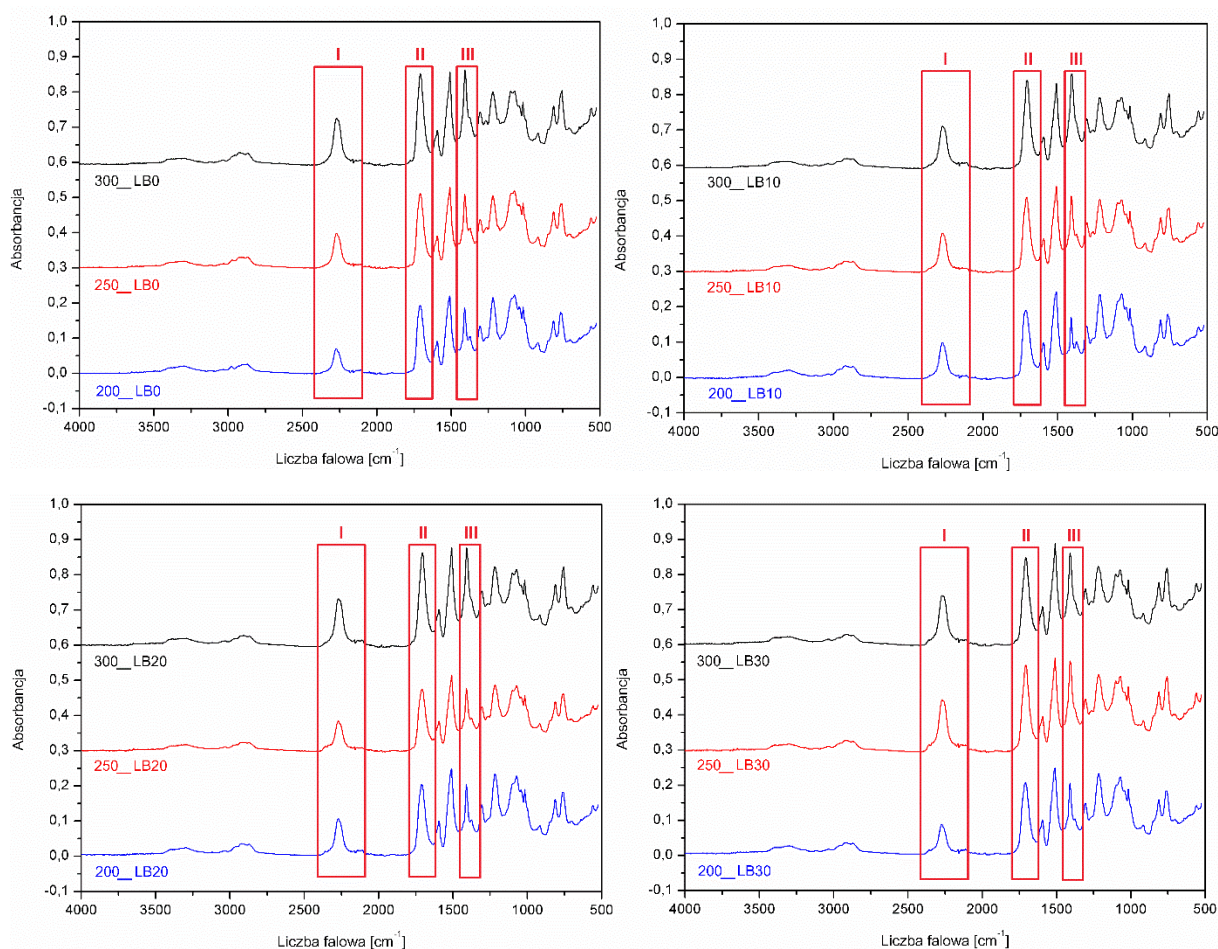 1,0
0,9
0,8
0,7
0,6
0,5
0,4
0,3
0,2
0,1
0,0
-0,1
Absorbancja
I II III
300__LB0
250__LB0
200__LB0
4000 3500 3000 2500 2000 1500 1000 500
Liczba falowa [cm⁻¹]
1,0
0,9
0,8
0,7
0,6
0,5
0,4
0,3
0,2
0,1
0,0
-0,1
Absorbancja
I II III
300__LB10
250__LB10
200__LB10
4000 3500 3000 2500 2000 1500 1000 500
Liczba falowa [cm⁻¹]
1,0
0,9
0,8
0,7
0,6
0,5
0,4
0,3
0,2
0,1
0,0
-0,1
Absorbancja
I II III
300__LB20
250__LB20
200__LB20
4000 3500 3000 2500 2000 1500 1000 500
Liczba falowa [cm⁻¹]
1,0
0,9
0,8
0,7
0,6
0,5
0,4
0,3
0,2
0,1
0,0
-0,1
Absorbancja
I II III
300__LB30
250__LB30
200__LB30
4000 3500 3000 2500 2000 1500 1000 500
Liczba falowa [cm⁻¹]